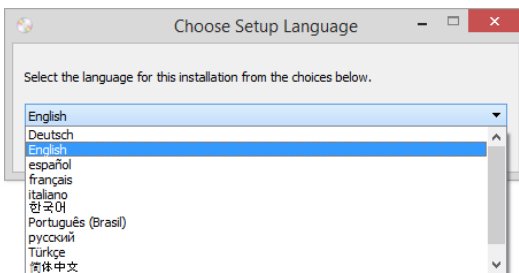 Choose Setup Language
Select the language for this installation from the choices below.
English
Deutsch
English
español
français
italiano
한국어
Português (Brasil)
русский
Türkçe
简体中文